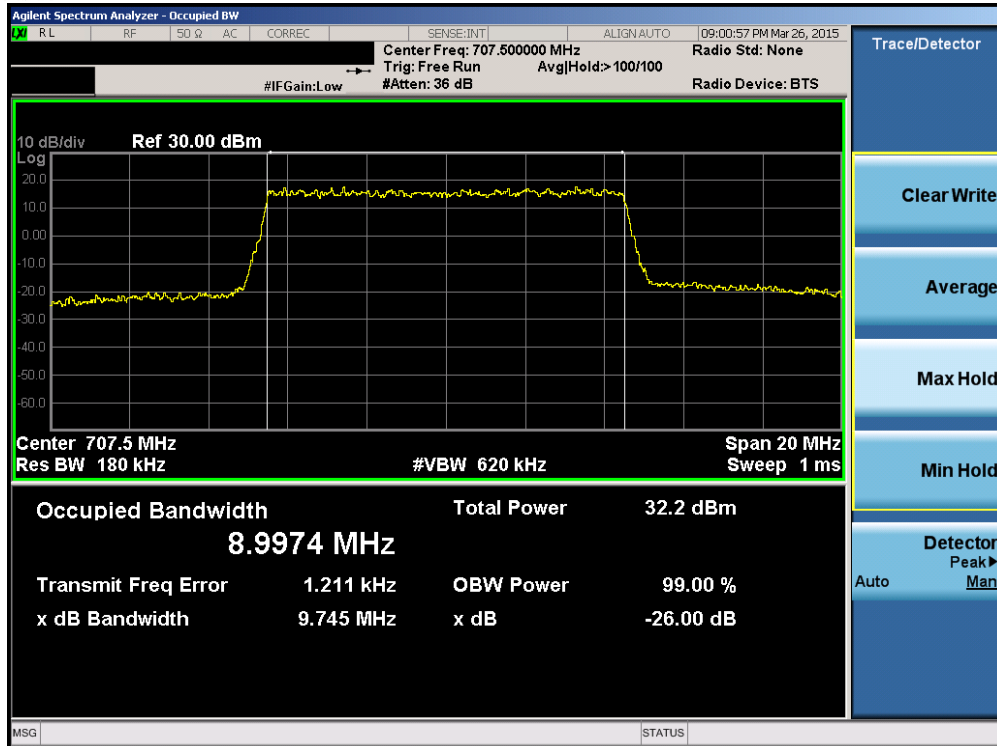 Agilent Spectrum Analyzer - Occupied BW
LXI RL RF 50 Ω AC CORREC SENSE:INT ALIGN AUTO 09:00:57 PM Mar 26, 2015
Center Freq: 707.500000 MHz Radio Std: None
Trig: Free Run Avg|Hold:>100/100
#IFGain:Low #Atten: 36 dB Radio Device: BTS
Trace/Detector
10 dB/div Ref 30.00 dBm
Log
20.0
10.0
0.00
-10.0
-20.0
-30.0
-40.0
-50.0
-60.0
Center 707.5 MHz Span 20 MHz
Res BW 180 kHz #VBW 620 kHz Sweep 1 ms
Occupied Bandwidth Total Power 32.2 dBm
8.9974 MHz
Transmit Freq Error 1.211 kHz OBW Power 99.00 %
x dB Bandwidth 9.745 MHz x dB -26.00 dB
Clear Write
Average
Max Hold
Min Hold
Detector
Peak▶
Auto Man
MSG STATUS